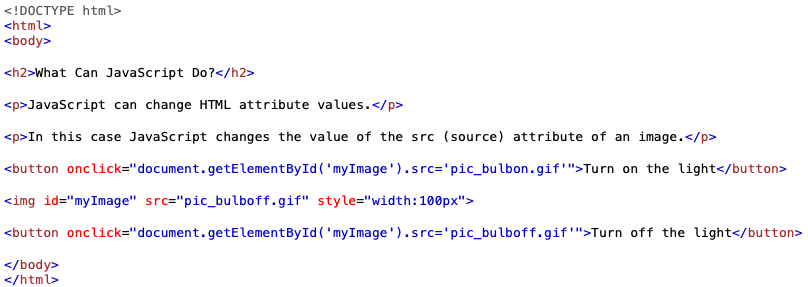 <!DOCTYPE html>
<html>
<body>
<h2>What Can JavaScript Do?</h2>
<p>JavaScript can change HTML attribute values.</p>
<p>In this case JavaScript changes the value of the src (source) attribute of an image.</p>
<button onclick="document.getElementById('myImage').src='pic_bulbon.gif'">Turn on the light</button>
<img id="myImage" src="pic_bulboff.gif" style="width:100px">
<button onclick="document.getElementById('myImage').src='pic_bulboff.gif'">Turn off the light</button>
</body>
</html>